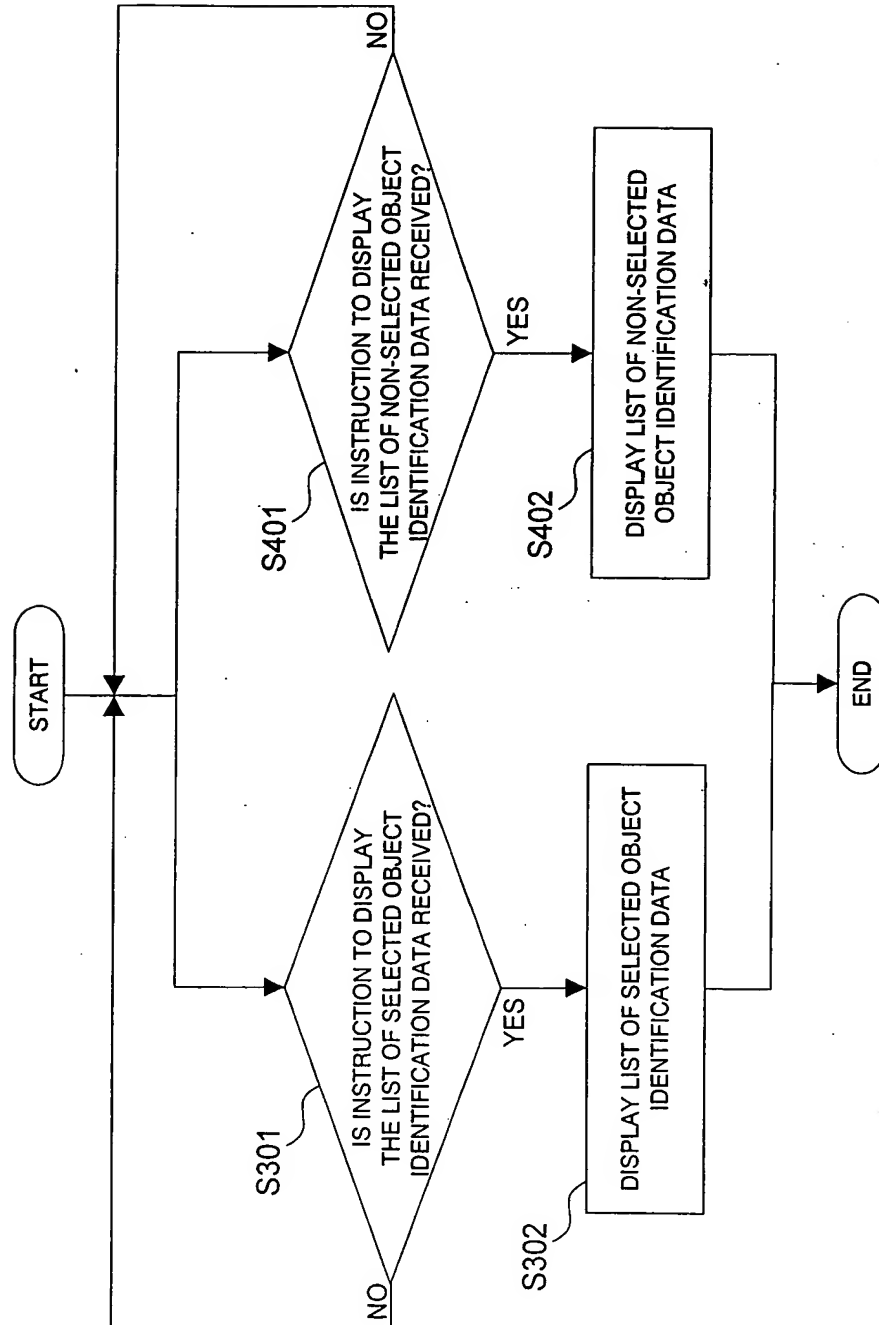 START
S301
IS INSTRUCTION TO DISPLAY
THE LIST OF SELECTED OBJECT
IDENTIFICATION DATA RECEIVED?
NO
YES
S302
DISPLAY LIST OF SELECTED OBJECT
IDENTIFICATION DATA
S401
IS INSTRUCTION TO DISPLAY
THE LIST OF NON-SELECTED OBJECT
IDENTIFICATION DATA RECEIVED?
NO
YES
S402
DISPLAY LIST OF NON-SELECTED
OBJECT IDENTIFICATION DATA
END